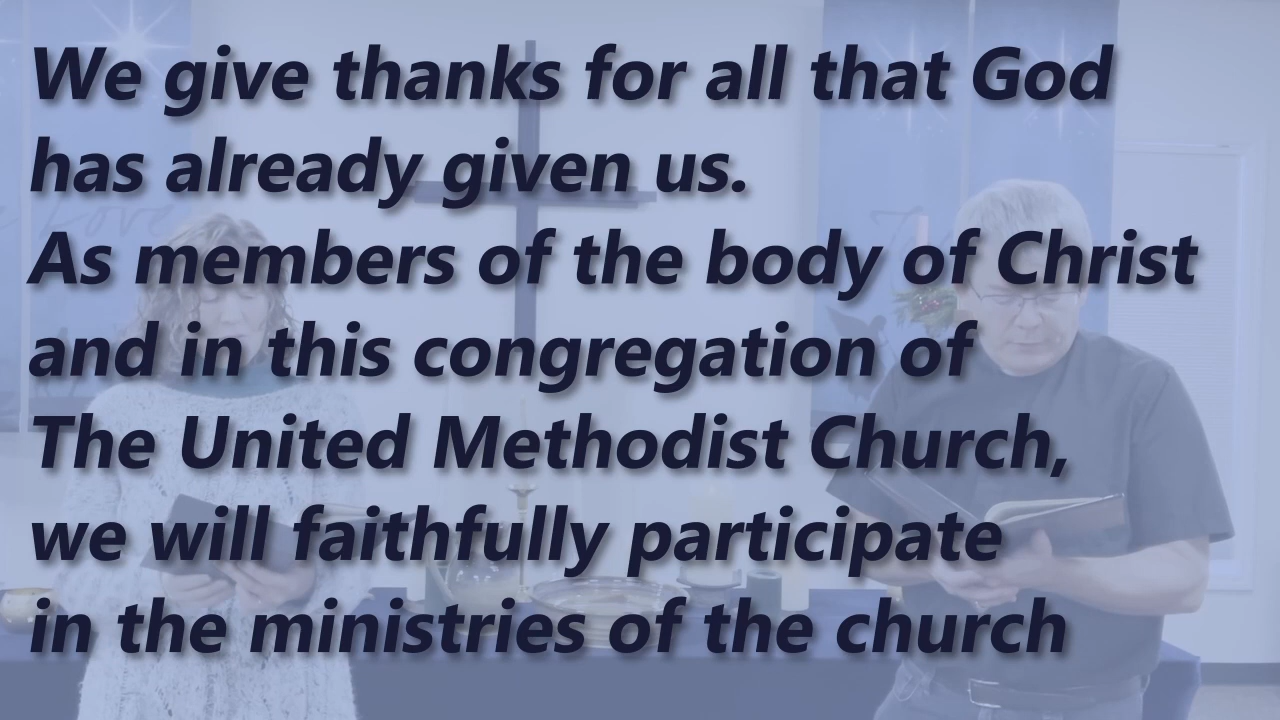 We give thanks for all that God
has already given us.
As members of the body of Christ
and in this congregation of
The United Methodist Church,
we will faithfully participate
in the ministries of the church